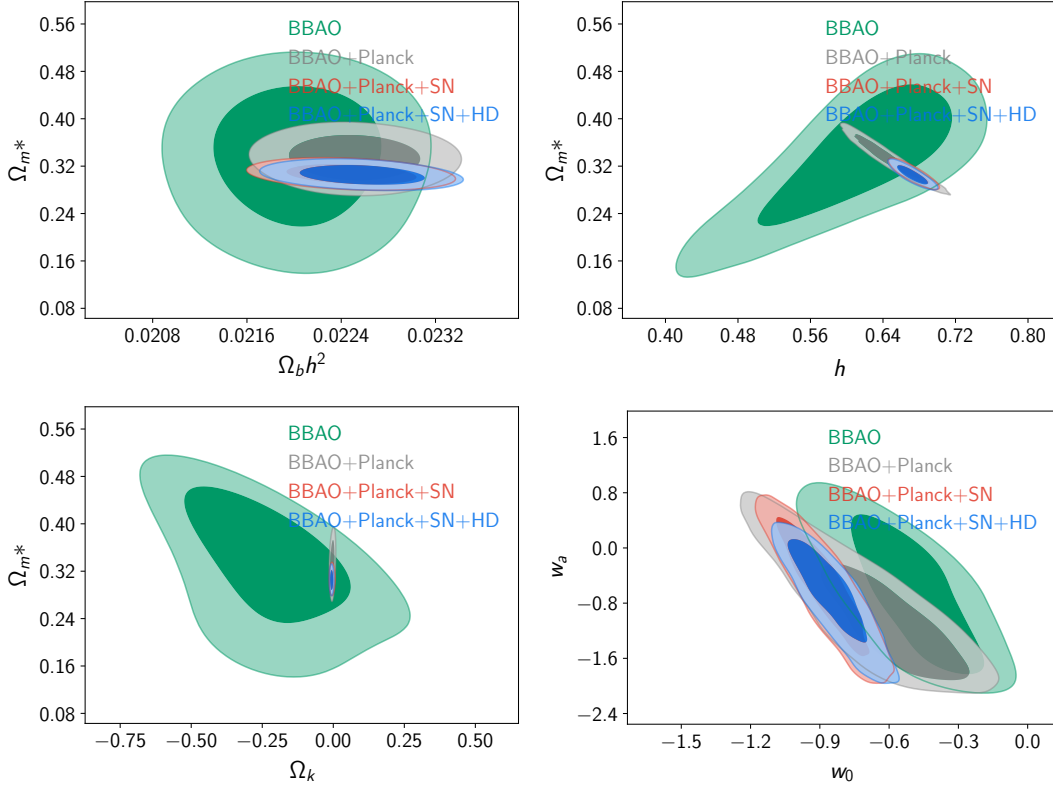 0.56
0.48
0.40
0.32
0.24
0.16
0.08
Ωm*
BBAO
BBAO+Planck
BBAO+Planck+SN
BBAO+Planck+SN+HD
0.0208 0.0216 0.0224 0.0232
Ωbh²
0.56
0.48
0.40
0.32
0.24
0.16
0.08
Ωm*
BBAO
BBAO+Planck
BBAO+Planck+SN
BBAO+Planck+SN+HD
0.40 0.48 0.56 0.64 0.72 0.80
h
0.56
0.48
0.40
0.32
0.24
0.16
0.08
Ωm*
BBAO
BBAO+Planck
BBAO+Planck+SN
BBAO+Planck+SN+HD
−0.75 −0.50 −0.25 0.00 0.25 0.50
Ωk
1.6
0.8
0.0
−0.8
−1.6
−2.4
wa
BBAO
BBAO+Planck
BBAO+Planck+SN
BBAO+Planck+SN+HD
−1.5 −1.2 −0.9 −0.6 −0.3 0.0
w0